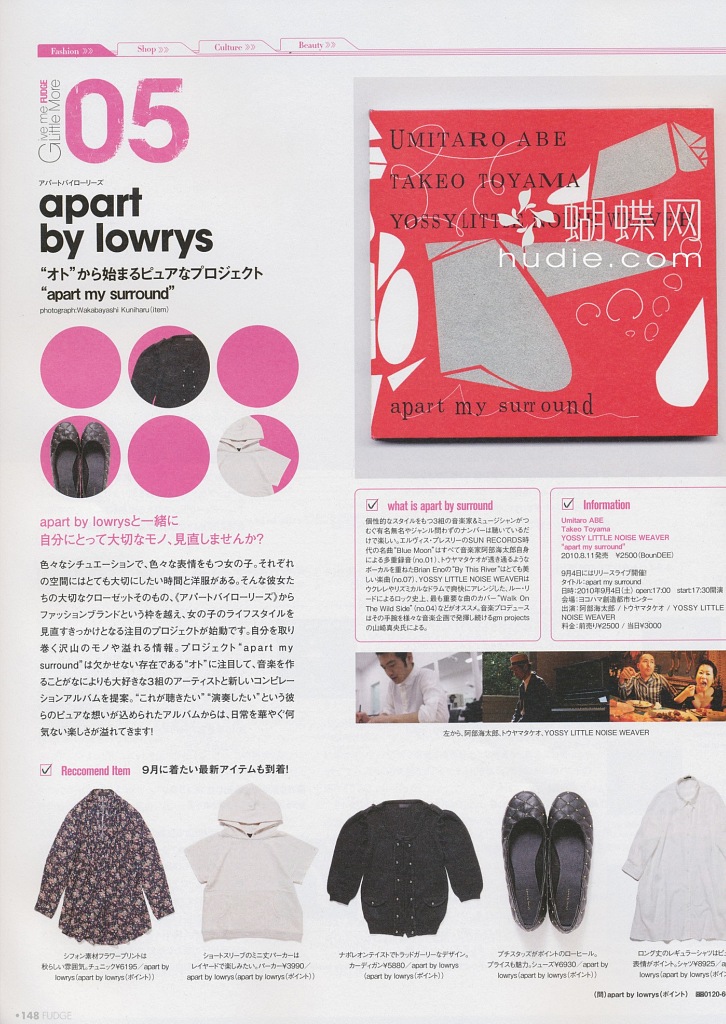 Fashion »» Shop »» Culture »» Beauty »»
Give me FUDGE
Little More
05
アパートバイローリーズ
apart
by lowrys
“オト”から始まるピュアなプロジェクト
“apart my surround”
photograph:Wakabayashi Kuniharu(item)
UMITARO ABE
TAKEO TOYAMA
YOSSY LITTLE NOISE WEAVER
蝴蝶网
hudie.com
apart my surround
apart by lowrysと一緒に
自分にとって大切なモノ、見直しませんか?
色々なシチュエーションで、色々な表情をもつ女の子。それぞれ
の空間にはとても大切にしたい時間と洋服がある。そんな彼女た
ちの大切なクローゼットそのもの、《アパートバイローリーズ》から
ファッションブランドという枠を越え、女の子のライフスタイルを
見直すきっかけとなる注目のプロジェクトが始動です。自分を取り
巻く沢山のモノや溢れる情報。プロジェクト“apart my
surround”は欠かせない存在である“オト”に注目して、音楽を作
ることがなによりも大好きな3組のアーティストと新しいコンピレー
ションアルバムを提案。“これが聴きたい”“演奏したい”という彼
らのピュアな想いが込められたアルバムからは、日常を華やぐ何
気ない楽しさが溢れてきます!
what is apart by surround
個性的なスタイルをもつ3組の音楽家&ミュージシャンがつ
むぐ有名無名やジャンル問わずのナンバーは聴いているだ
けで楽しい。エルヴィス・プレスリーのSUN RECORDS時
代の名曲“Blue Moon”はすべて音楽家阿部海太郎自身
による多重録音(no.01)、トウヤマタケオが透き通るような
ボーカルを重ねたBrian Enoの“By This River”はとても美
しい楽曲(no.07)、YOSSY LITTLE NOISE WEAVERは
ウクレレやリズミカルなドラムで爽快にアレンジした、ルー・リ
ードによるロック史上、最も重要な曲のカバー“Walk On
The Wild Side”(no.04)などがオススメ。音楽プロデュース
はその手腕を様々な音楽企画で発揮し続けるgm projects
の山崎真央氏による。
Information
Umitaro ABE
Takeo Toyama
YOSSY LITTLE NOISE WEAVER
“apart my surround”
2010.8.11発売 ¥2500(BounDEE)
9月4日にはリリースライブ開催!
タイトル:apart my surround
日時:2010年9月4日(土) open:17:00 start:17:30開演
会場:ヨコハマ創造都市センター
出演:阿部海太郎 / トウヤマタケオ / YOSSY LITTLE
NOISE WEAVER
料金:前売り¥2500 / 当日¥3000
左から、阿部海太郎、トウヤマタケオ、YOSSY LITTLE NOISE WEAVER
Reccomend Item 9月に着たい最新アイテムも到着!
シフォン素材フラワープリントは
秋らしい雰囲気。チュニック¥6195／apart by
lowrys(apart by lowrys(ポイント))
ショートスリーブのミニ丈パーカーは
レイヤードで楽しみたい。パーカー¥3990／
apart by lowrys(apart by lowrys(ポイント))
ナポレオンテイストでトラッドガーリーなデザイン。
カーディガン¥5880／apart by lowrys
(apart by lowrys(ポイント))
プチスタッズがポイントのローヒール。
プライスも魅力。シューズ¥6930／apart by
lowrys(apart by lowrys(ポイント))
ロング丈のレギュラーシャツはピュ
表情がポイント。シャツ¥6925／a
lowrys(apart by lowrys(ポイン
(問)apart by lowrys(ポイント) 0120-6
•148 FUDGE